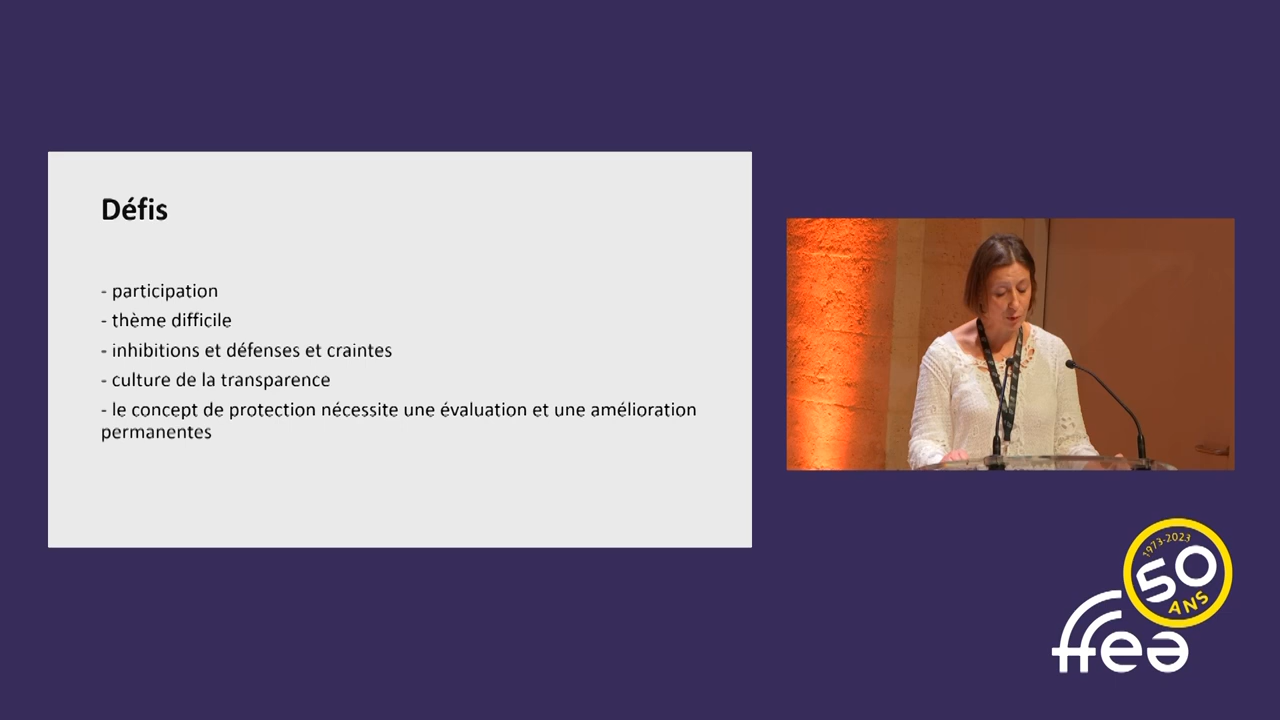 Défis
- participation
- thème difficile
- inhibitions et défenses et craintes
- culture de la transparence
- le concept de protection nécessite une évaluation et une amélioration
permanentes
1973-2023
50
ANS
ffea